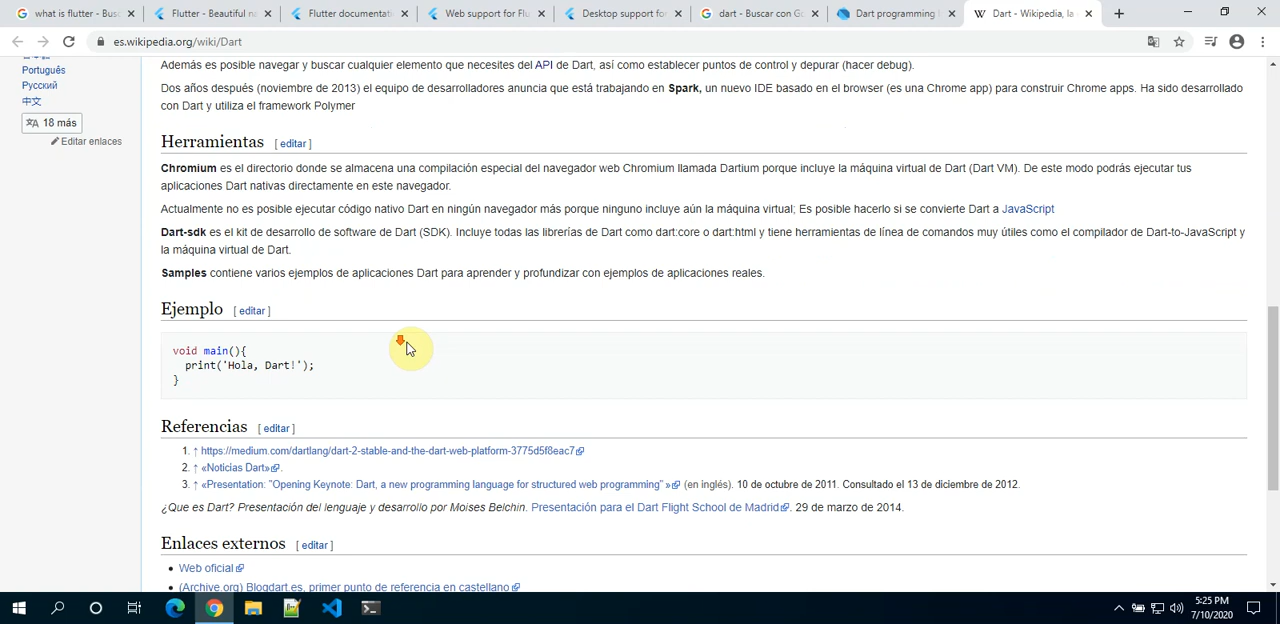 what is flutter - Bus
Flutter - Beautiful n
Flutter documentat
Web support for Flu
Desktop support fo
dart - Buscar con Go
Dart programming l
Dart - Wikipedia, la
es.wikipedia.org/wiki/Dart
Português
Русский
中文
18 más
Editar enlaces
Además es posible navegar y buscar cualquier elemento que necesites del API de Dart, así como establecer puntos de control y depurar (hacer debug).
Dos años después (noviembre de 2013) el equipo de desarrolladores anuncia que está trabajando en Spark, un nuevo IDE basado en el browser (es una Chrome app) para construir Chrome apps. Ha sido desarrollado
con Dart y utiliza el framework Polymer
Herramientas [ editar ]
Chromium es el directorio donde se almacena una compilación especial del navegador web Chromium llamada Dartium porque incluye la máquina virtual de Dart (Dart VM). De este modo podrás ejecutar tus
aplicaciones Dart nativas directamente en este navegador.
Actualmente no es posible ejecutar código nativo Dart en ningún navegador más porque ninguno incluye aún la máquina virtual; Es posible hacerlo si se convierte Dart a JavaScript
Dart-sdk es el kit de desarrollo de software de Dart (SDK). Incluye todas las librerías de Dart como dart:core o dart:html y tiene herramientas de línea de comandos muy útiles como el compilador de Dart-to-JavaScript y
la máquina virtual de Dart.
Samples contiene varios ejemplos de aplicaciones Dart para aprender y profundizar con ejemplos de aplicaciones reales.
Ejemplo [ editar ]
void main(){
print('Hola, Dart!');
}
Referencias [ editar ]
1. ↑ https://medium.com/dartlang/dart-2-stable-and-the-dart-web-platform-3775d5f8eac7
2. ↑ «Noticias Dart».
3. ↑ «Presentation: "Opening Keynote: Dart, a new programming language for structured web programming" » (en inglés). 10 de octubre de 2011. Consultado el 13 de diciembre de 2012.
¿Que es Dart? Presentación del lenguaje y desarrollo por Moises Belchin. Presentación para el Dart Flight School de Madrid. 29 de marzo de 2014.
Enlaces externos [ editar ]
• Web oficial
• (Archive.org) Blogdart.es, primer punto de referencia en castellano
5:25 PM
7/10/2020